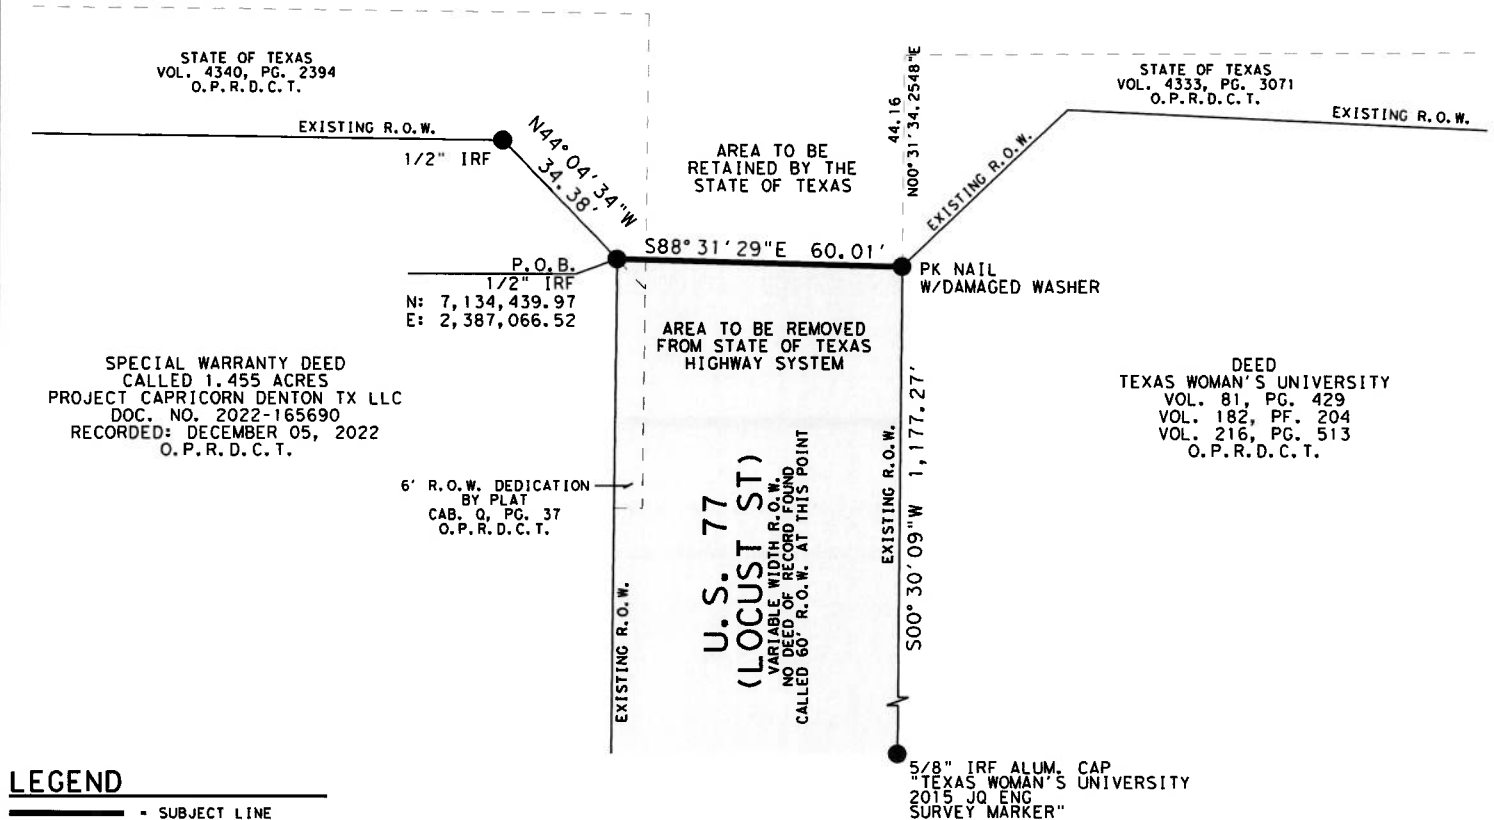 STATE OF TEXAS
VOL. 4340, PG. 2394
O.P.R.D.C.T.
EXISTING R.O.W.
1/2" IRF
N44°04'34"W
34.38'
AREA TO BE
RETAINED BY THE
STATE OF TEXAS
44.16
N00°31'34.2548"E
STATE OF TEXAS
VOL. 4333, PG. 3071
O.P.R.D.C.T.
EXISTING R.O.W.
EXISTING R.O.W.
S88°31'29"E 60.01'
P.O.B.
1/2" IRF
N: 7,134,439.97
E: 2,387,066.52
PK NAIL
W/DAMAGED WASHER
AREA TO BE REMOVED
FROM STATE OF TEXAS
HIGHWAY SYSTEM
SPECIAL WARRANTY DEED
CALLED 1.455 ACRES
PROJECT CAPRICORN DENTON TX LLC
DOC. NO. 2022-165690
RECORDED: DECEMBER 05, 2022
O.P.R.D.C.T.
DEED
TEXAS WOMAN'S UNIVERSITY
VOL. 81, PG. 429
VOL. 182, PF. 204
VOL. 216, PG. 513
O.P.R.D.C.T.
6' R.O.W. DEDICATION
BY PLAT
CAB. Q, PG. 37
O.P.R.D.C.T.
EXISTING R.O.W.
U.S. 77
(LOCUST ST)
VARIABLE WIDTH R.O.W.
NO DEED OF RECORD FOUND
CALLED 60' R.O.W. AT THIS POINT
EXISTING R.O.W.
S00°30'09"W 1,177.27'
5/8" IRF ALUM. CAP
"TEXAS WOMAN'S UNIVERSITY
2015 JQ ENG
SURVEY MARKER"
LEGEND
- SUBJECT LINE